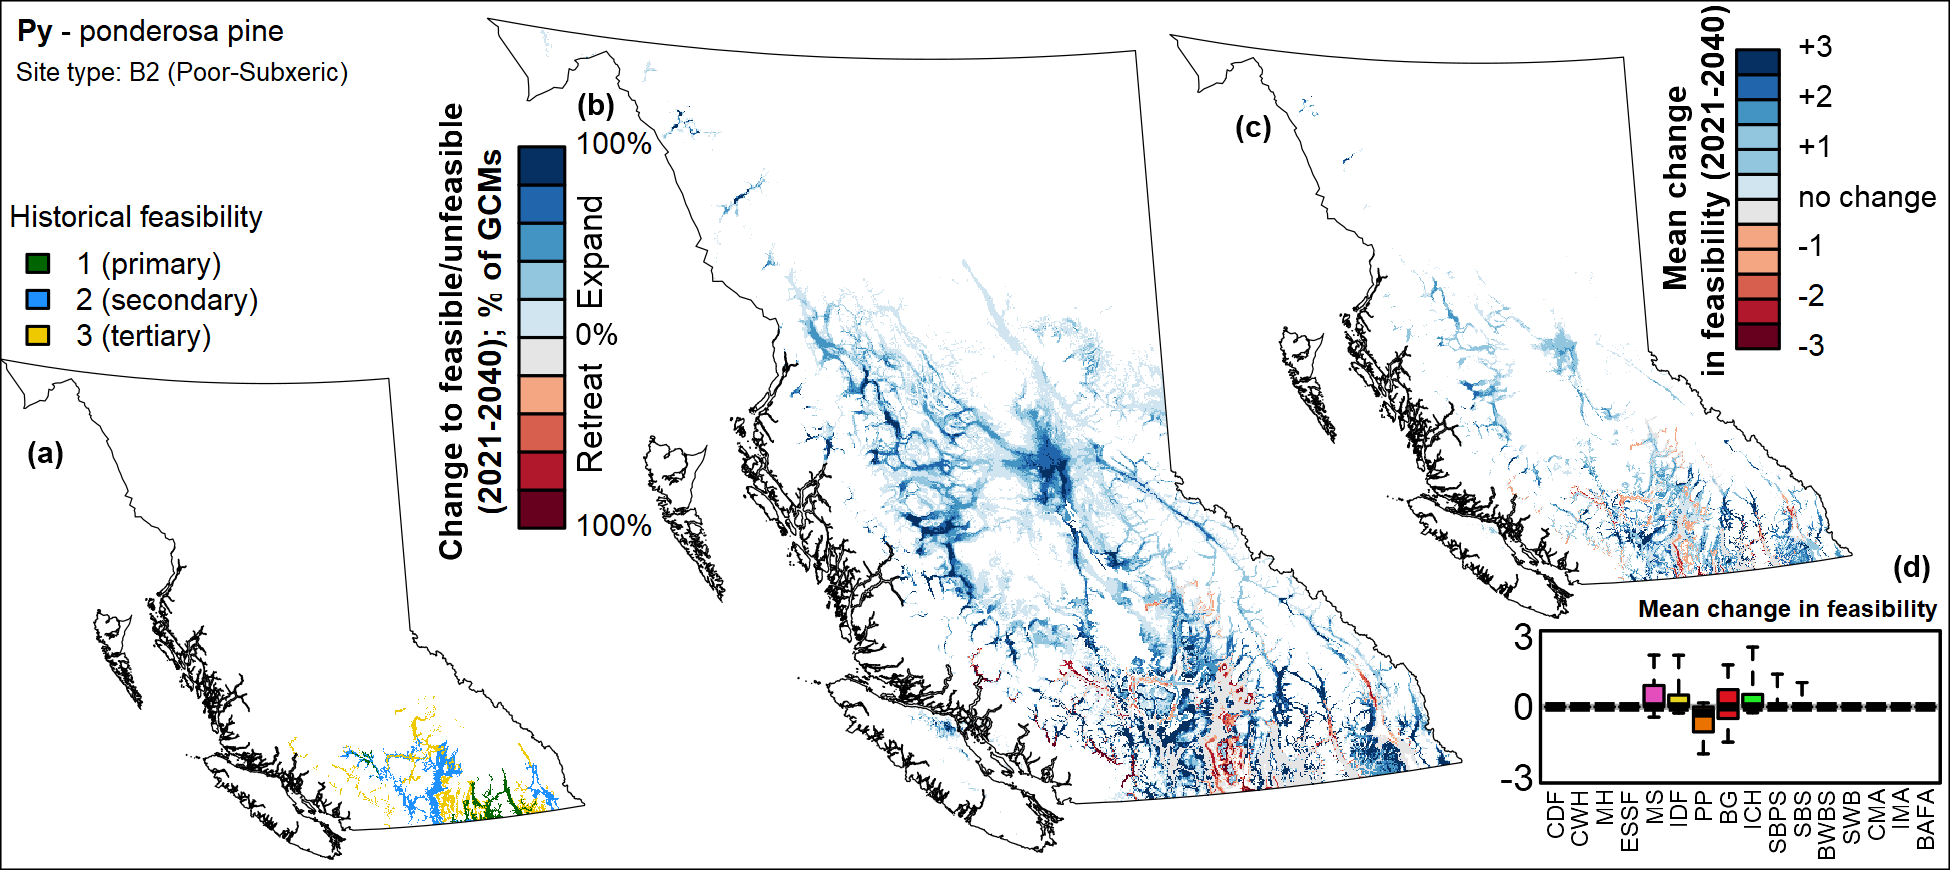 Py - ponderosa pine
Site type: B2 (Poor-Subxeric)
Historical feasibility
1 (primary)
2 (secondary)
3 (tertiary)
(a)
(b)
Change to feasible/unfeasible
(2021-2040); % of GCMs
100%
Expand
0%
Retreat
100%
(c)
Mean change
in feasibility (2021-2040)
+3
+2
+1
no change
-1
-2
-3
(d)
Mean change in feasibility
3
0
-3
CDF
CWH
MH
ESSF
MS
IDF
PP
BG
ICH
SBPS
SBS
BWBS
SWB
CMA
IMA
BAFA